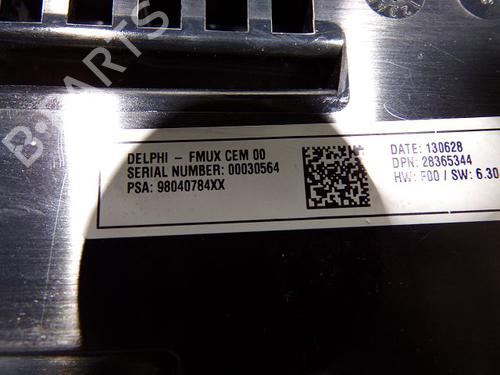 B-PARTS
DELPHI - FMUX CEM 00
SERIAL NUMBER: 00030564
PSA: 98040784XX
DATE: 130628
DPN: 28365344
HW: F00 / SW: 6.30